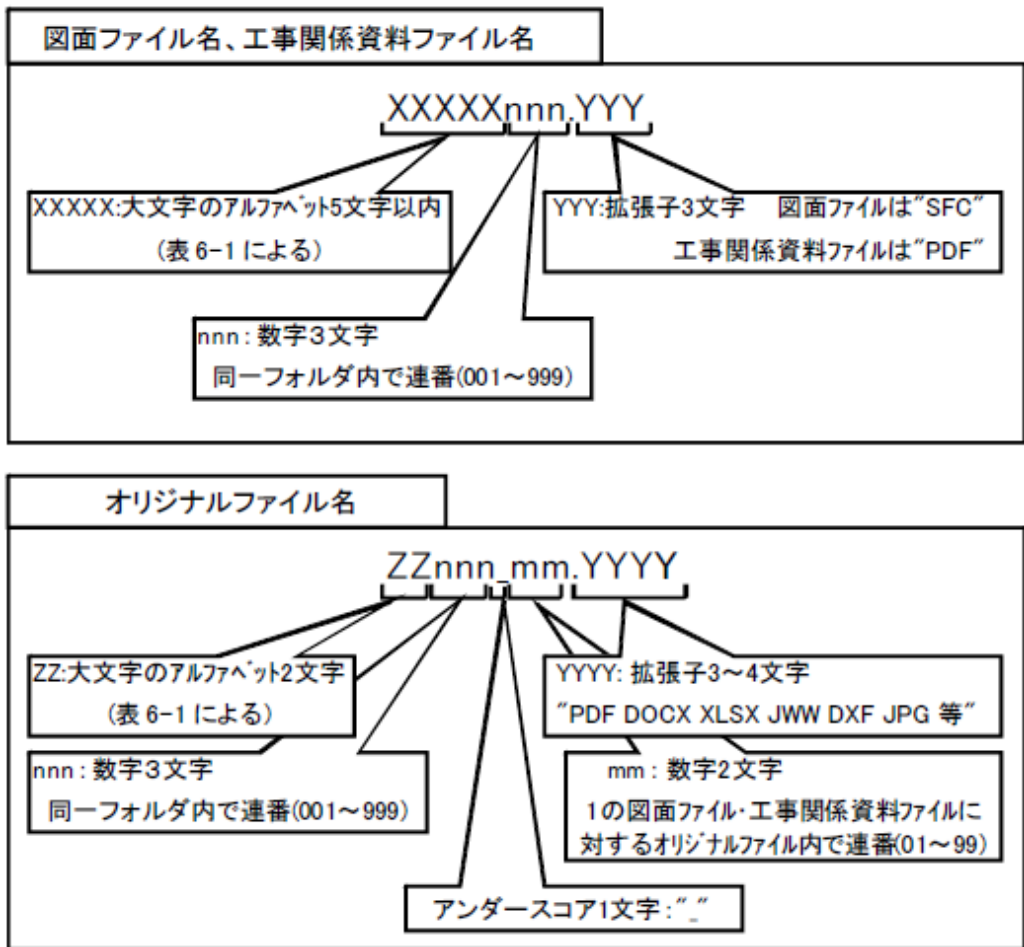 図面ファイル名、工事関係資料ファイル名
XXXXXnnn.YYY
XXXXX:大文字のアルファベット5文字以内
(表 6-1 による)
YYY:拡張子3文字 図面ファイルは"SFC"
工事関係資料ファイルは"PDF"
nnn:数字3文字
同一フォルダ内で連番(001~999)
オリジナルファイル名
ZZnnn_mm.YYYY
ZZ:大文字のアルファベット2文字
(表 6-1 による)
YYYY:拡張子3~4文字
"PDF DOCX XLSX JWW DXF JPG 等"
nnn:数字3文字
同一フォルダ内で連番(001~999)
mm:数字2文字
1の図面ファイル・工事関係資料ファイルに
対するオリジナルファイル内で連番(01~99)
アンダースコア1文字:"_"